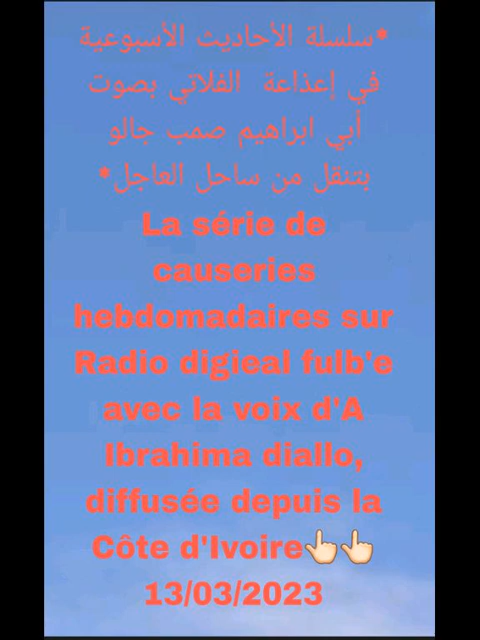 *سلسلة الأحاديث الأسبوعية
في إعذاعة الفلاتي بصوت
أبي ابراهيم صمب جالو
بتنقل من ساحل العاجل*
La série de
causeries
hebdomadaires sur
Radio digieal fulb'e
avec la voix d'A
Ibrahima diallo,
diffusée depuis la
Côte d'Ivoire👆🏻👆🏻
13/03/2023